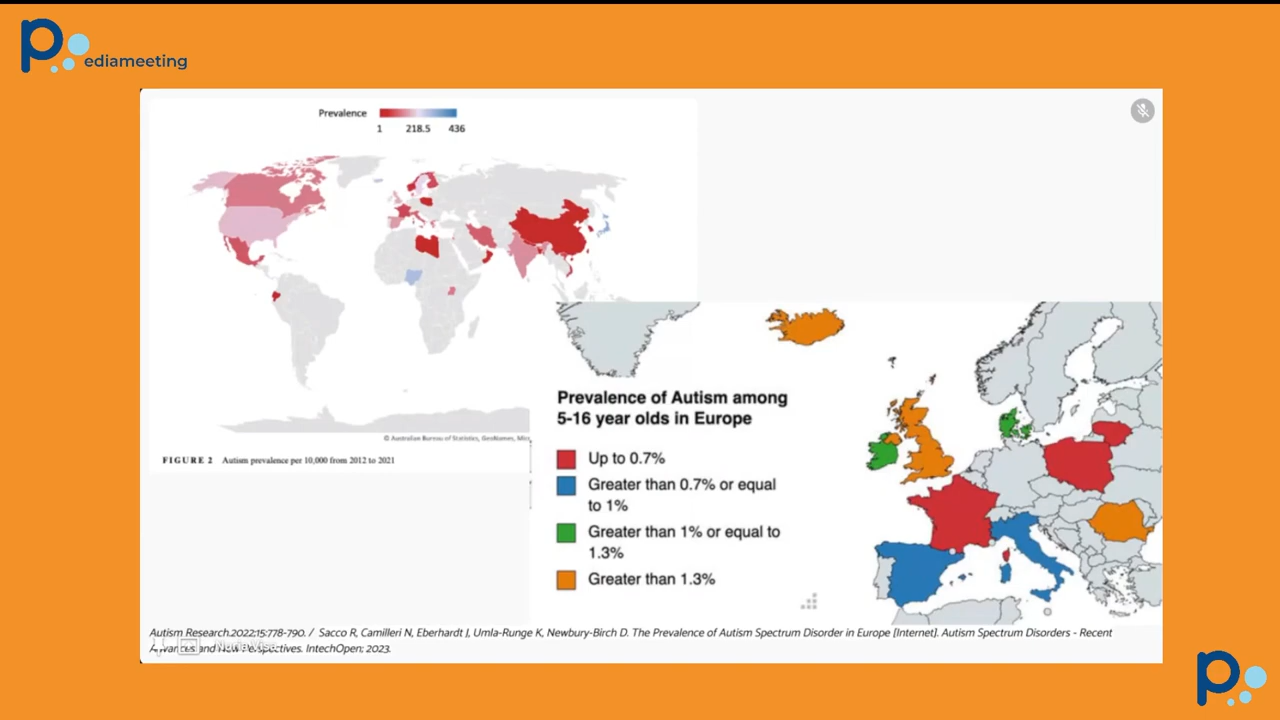 pediameeting
Prevalence
1 218.5 436
© Australian Bureau of Statistics, GeoNames, Mic
FIGURE 2 Autism prevalence per 10,000 from 2012 to 2021
Prevalence of Autism among
5-16 year olds in Europe
Up to 0.7%
Greater than 0.7% or equal
to 1%
Greater than 1% or equal to
1.3%
Greater than 1.3%
Autism Research.2022;15:778-790. / Sacco R, Camilleri N, Eberhardt J, Umla-Runge K, Newbury-Birch D. The Prevalence of Autism Spectrum Disorder in Europe [Internet]. Autism Spectrum Disorders - Recent
Advances and New Perspectives. IntechOpen; 2023.
p